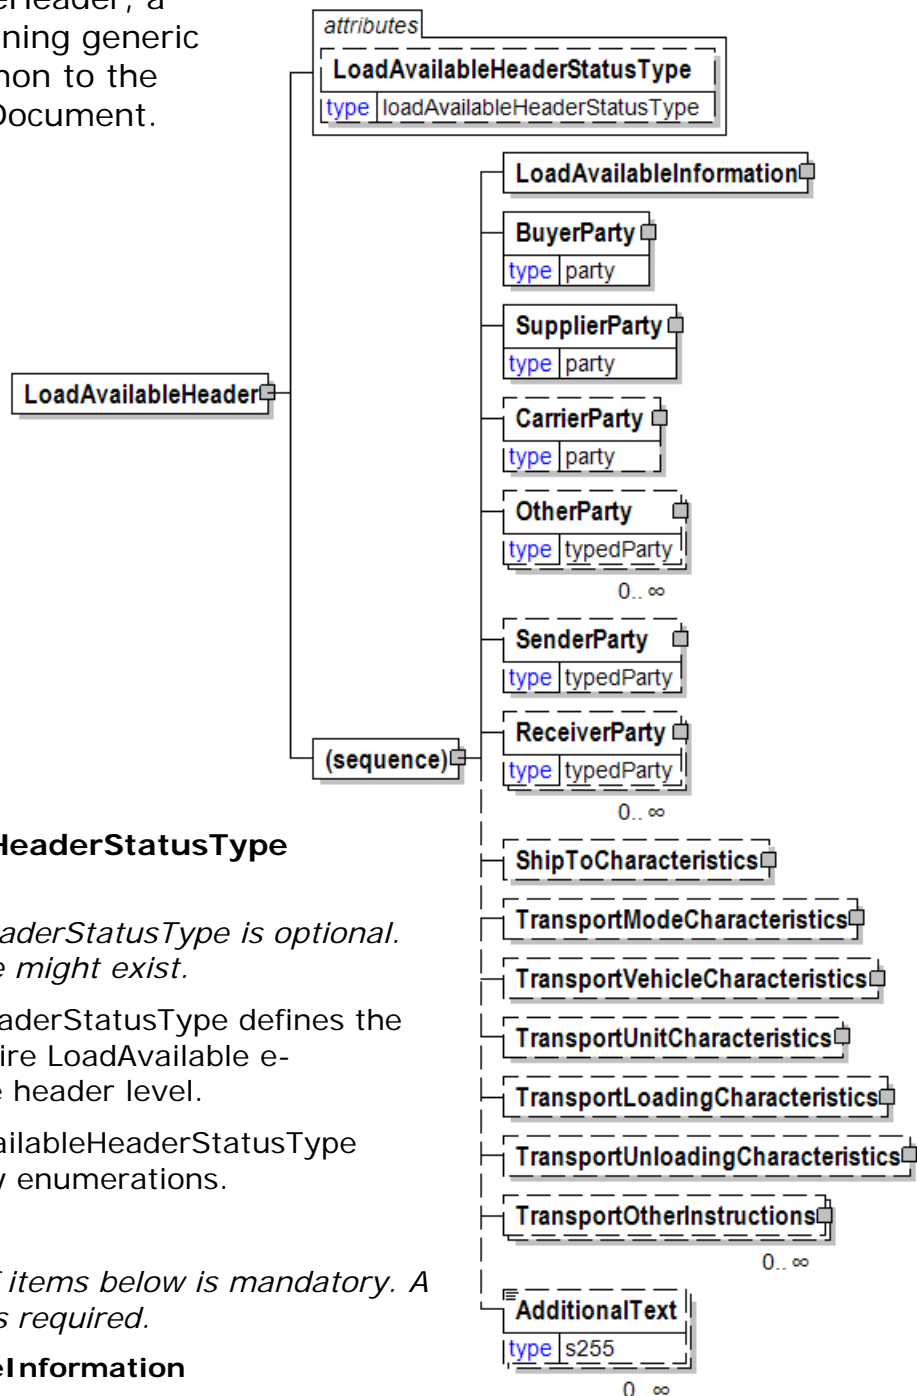 eHeader, a
ning generic
non to the
Document.
attributes
LoadAvailableHeaderStatusType
type loadAvailableHeaderStatusType
LoadAvailableInformation
BuyerParty
type party
SupplierParty
type party
LoadAvailableHeader
CarrierParty
type party
OtherParty
type typedParty
0.. ∞
SenderParty
type typedParty
ReceiverParty
type typedParty
0.. ∞
(sequence)
HeaderStatusType
aderStatusType is optional.
e might exist.
aderStatusType defines the
ire LoadAvailable e-
e header level.
ailableHeaderStatusType
y enumerations.
f items below is mandatory. A
s required.
eInformation
ShipToCharacteristics
TransportModeCharacteristics
TransportVehicleCharacteristics
TransportUnitCharacteristics
TransportLoadingCharacteristics
TransportUnloadingCharacteristics
TransportOtherInstructions
0.. ∞
AdditionalText
type s255
0.. ∞